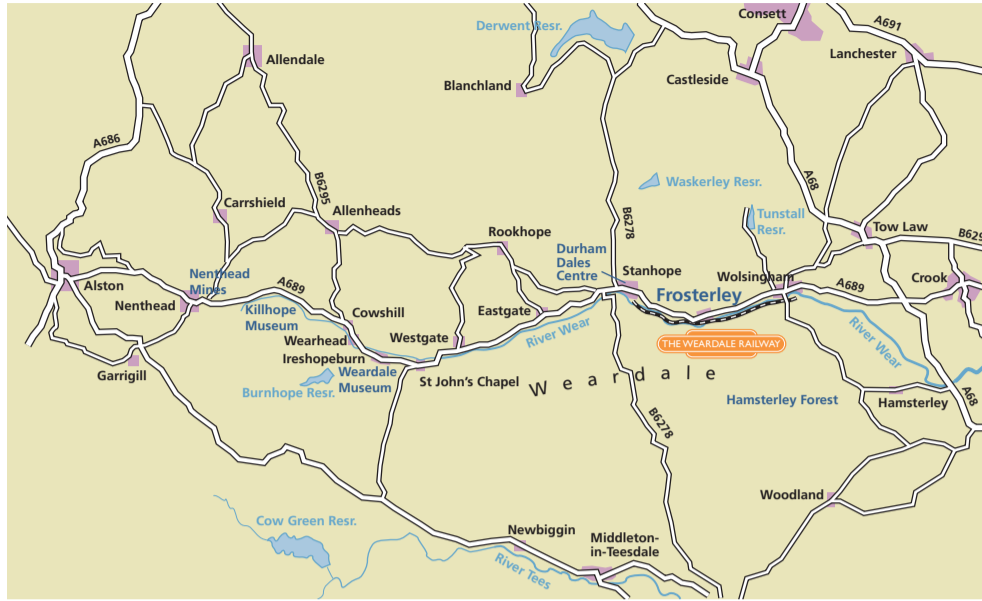 Consett
A691
Derwent Resr.
Lanchester
Allendale
Castleside
Blanchland
A686
B6295
A68
Waskerley Resr.
Carrshield
Allenheads
B6278
Tunstall
Resr.
Tow Law
B629
Rookhope
Durham
Dales
Centre
Stanhope
Wolsingham
Nenthead
Mines
Alston
A689
Frosterley
A689
Crook
Nenthead
Killhope
Museum
Cowshill
Eastgate
River Wear
River Wear
Wearhead
Westgate
THE WEARDALE RAILWAY
Ireshopeburn
Garrigill
Weardale
Museum
St John's Chapel
Weardale
Burnhope Resr.
Hamsterley Forest
Hamsterley
A68
B6278
Woodland
Cow Green Resr.
Newbiggin
Middleton-
in-Teesdale
River Tees